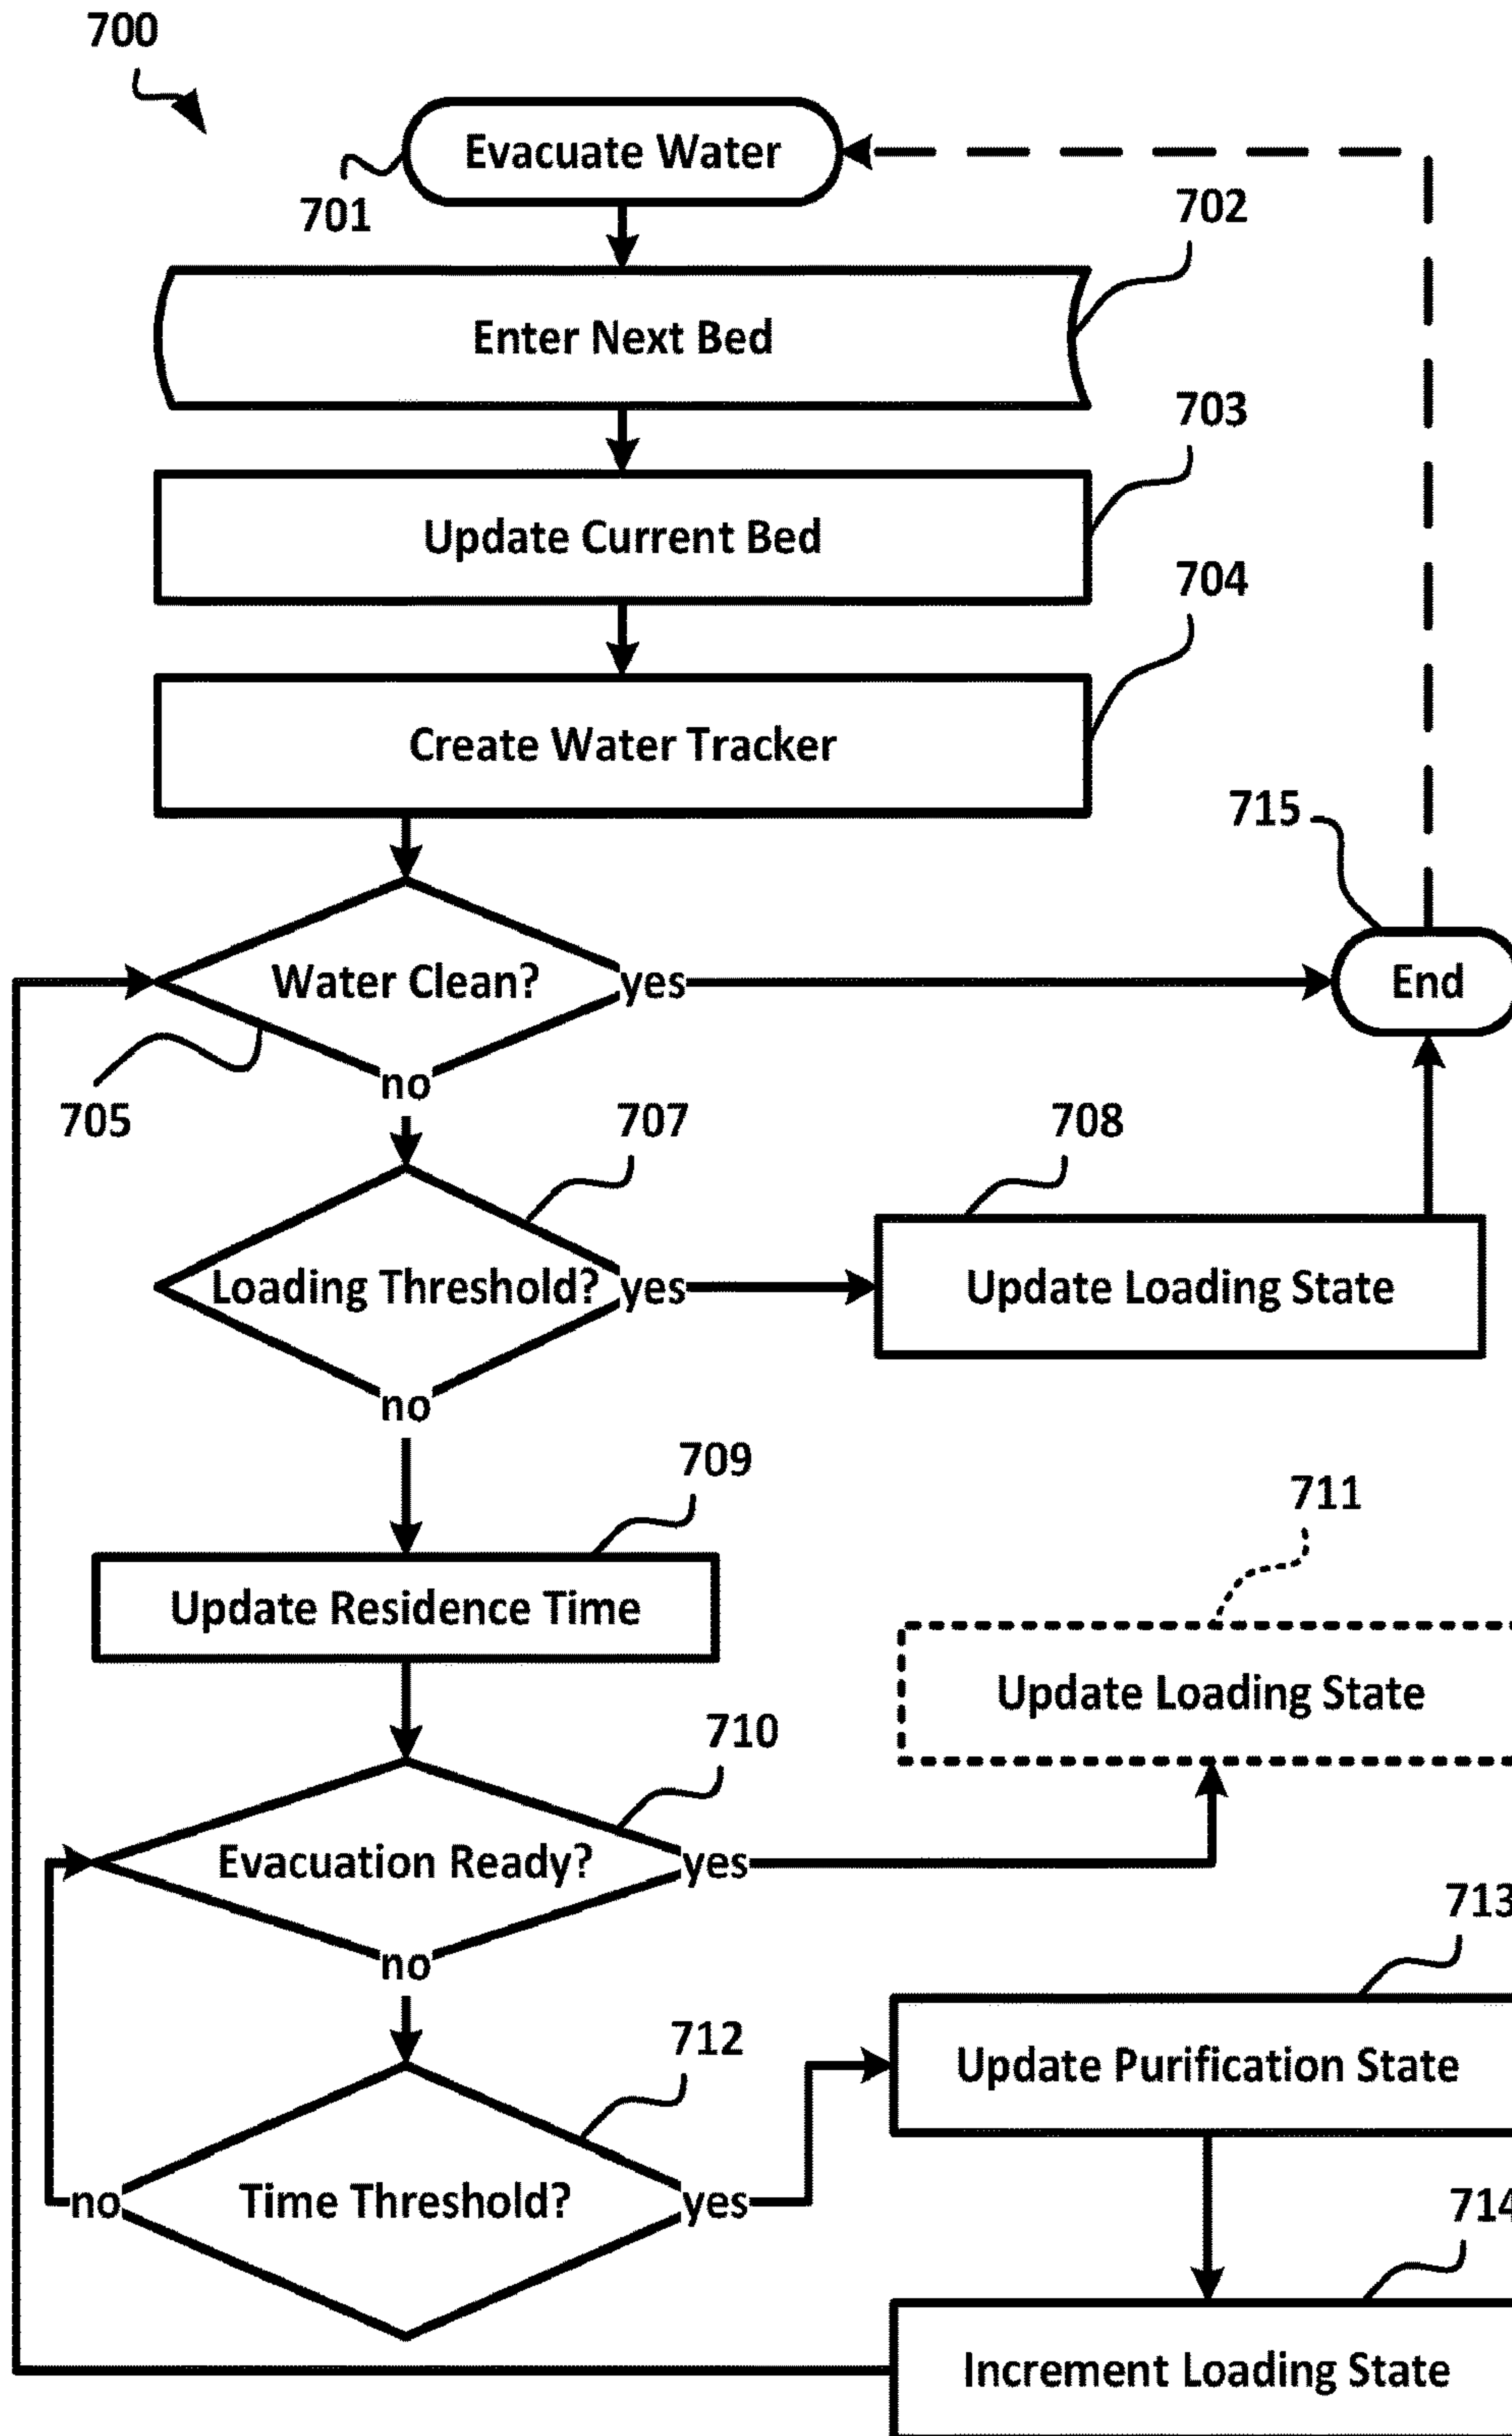 700
Evacuate Water
701
702
Enter Next Bed
703
Update Current Bed
704
Create Water Tracker
715
Water Clean?
yes
End
no
705
707
708
Loading Threshold?
yes
Update Loading State
no
709
711
Update Residence Time
Update Loading State
710
Evacuation Ready?
yes
713
no
712
Update Purification State
no
Time Threshold?
yes
714
Increment Loading State